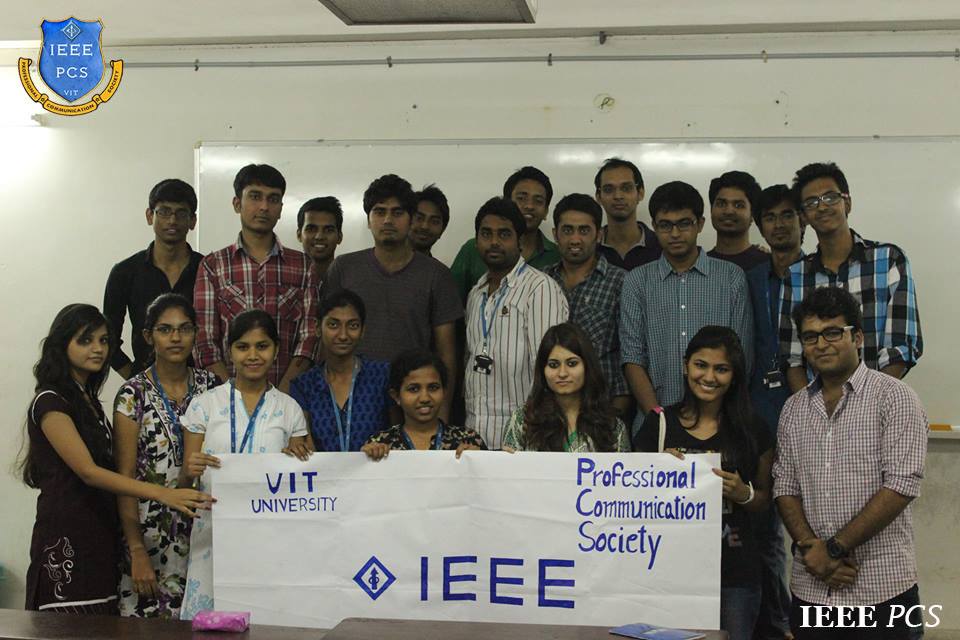 IEEE
PCS
VIT
PROFESSIONAL COMMUNICATION SOCIETY
VIT
UNIVERSITY
Professional
Communication
Society
IEEE
IEEE PCS